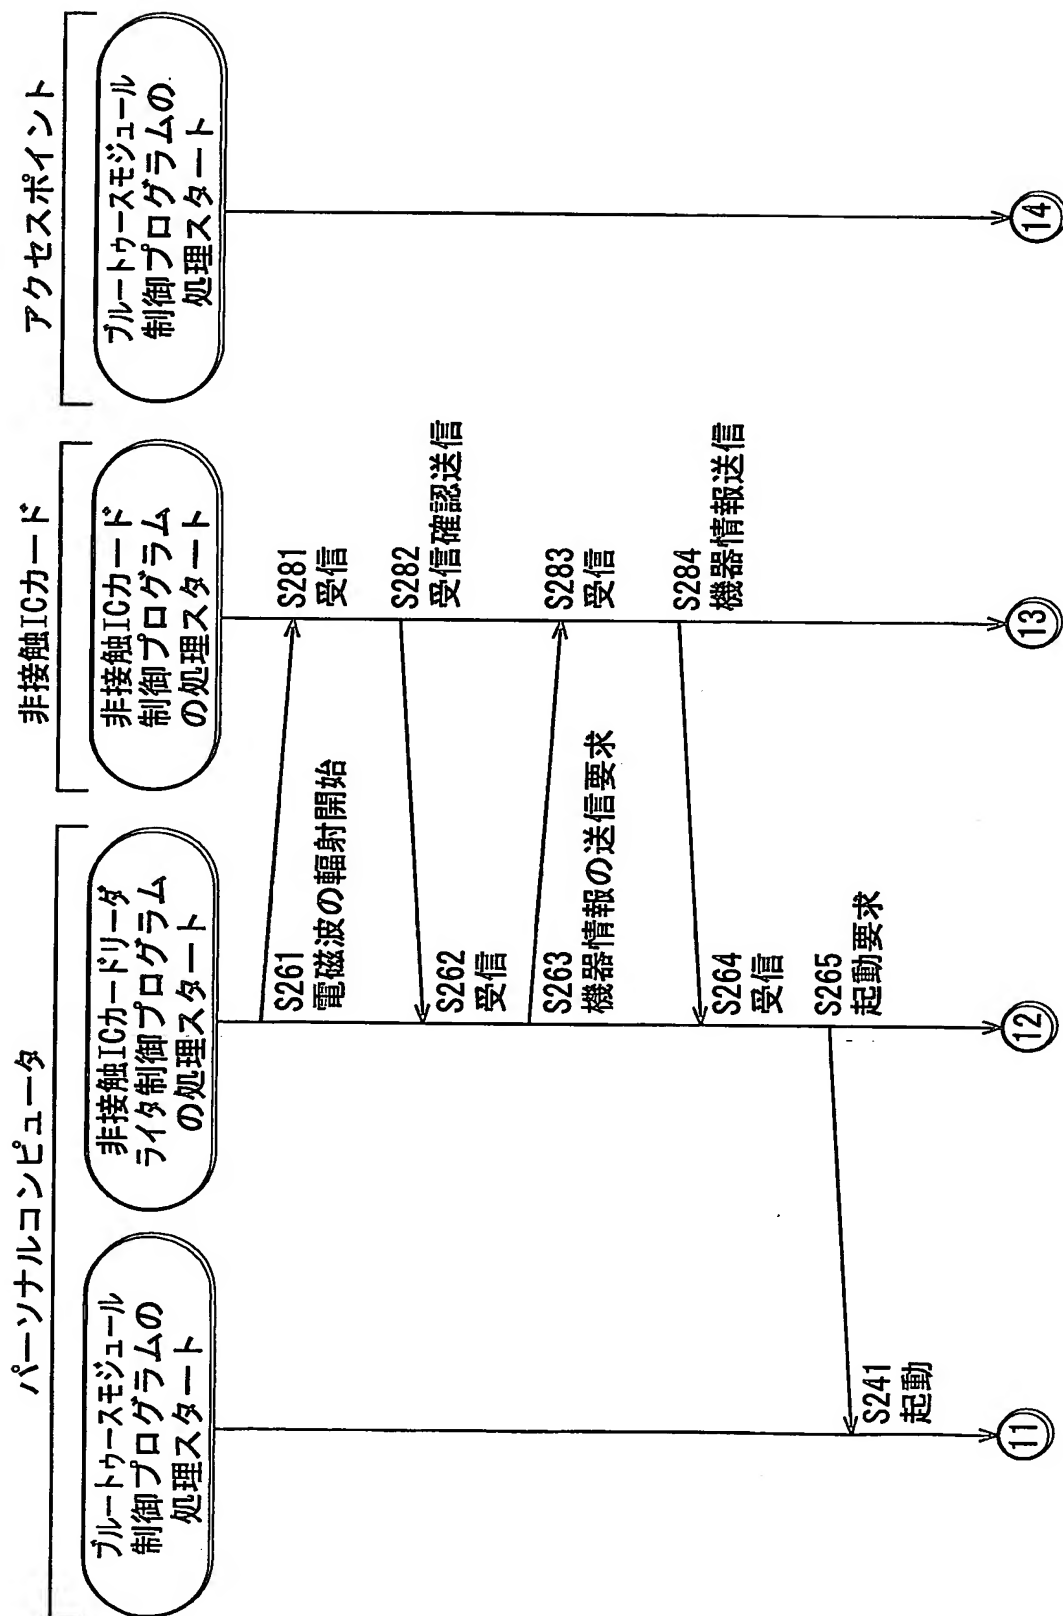 パーソナルコンピュータ
非接触ICカード
アクセスポイント
ブルートゥースモジュール
制御プログラムの
処理スタート
非接触ICカードリーダ
ライタ制御プログラム
の処理スタート
非接触ICカード
制御プログラム
の処理スタート
ブルートゥースモジュール
制御プログラムの
処理スタート
S261
電磁波の輻射開始
S281
受信
S282
受信確認送信
S262
受信
S263
機器情報の送信要求
S283
受信
S284
機器情報送信
S264
受信
S265
起動要求
S241
起動
11
12
13
14